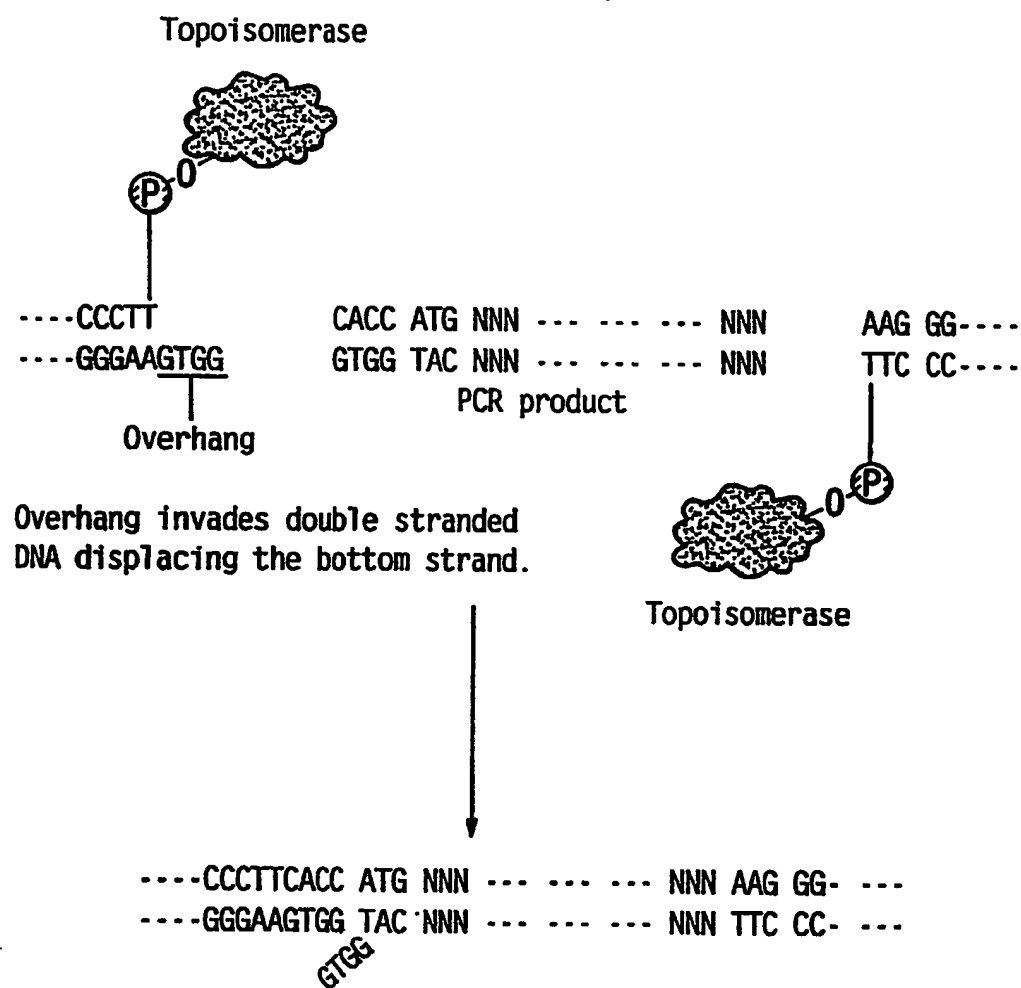 Topoisomerase
P O
----CCCTT CACC ATG NNN --- --- --- NNN AAG GG----
----GGGAAGTGG GTGG TAC NNN --- --- --- NNN TTC CC----
PCR product
Overhang
O P
Overhang invades double stranded
DNA displacing the bottom strand.
Topoisomerase
----CCCTTCACC ATG NNN --- --- --- NNN AAG GG- ---
----GGGAAGTGG TAC NNN --- --- --- NNN TTC CC- ---
GTGG